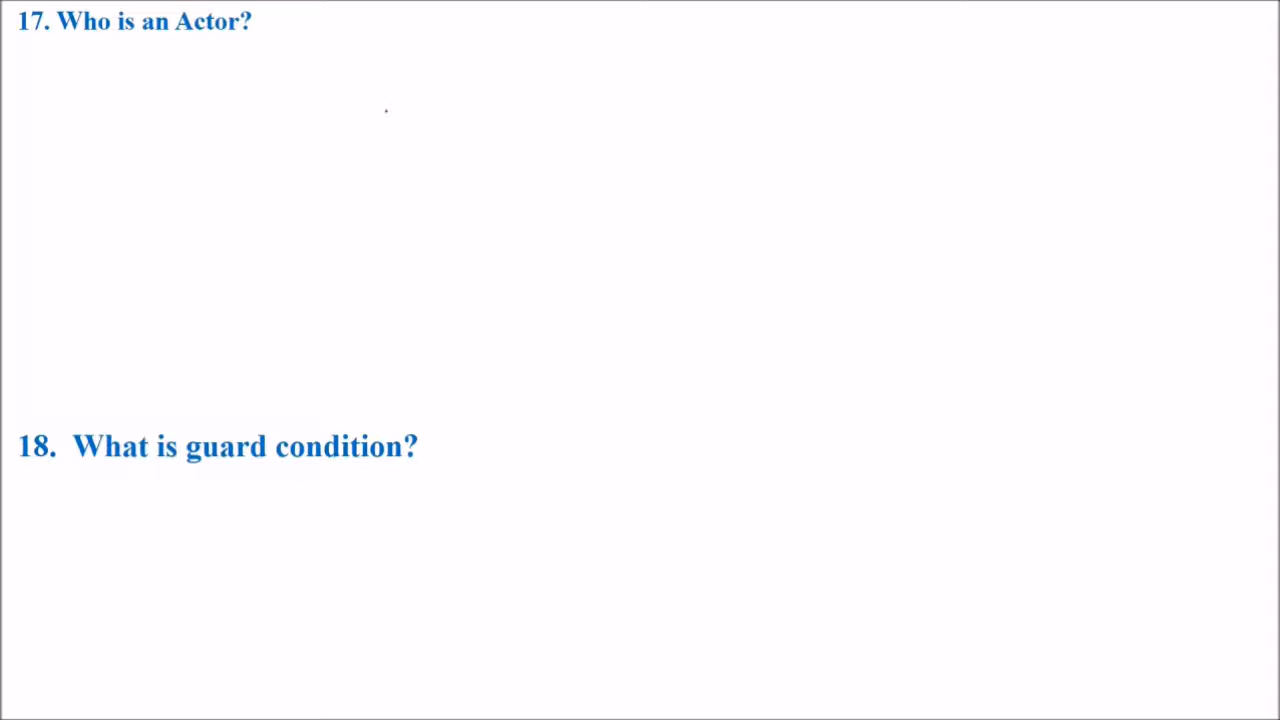 17. Who is an Actor?
18. What is guard condition?